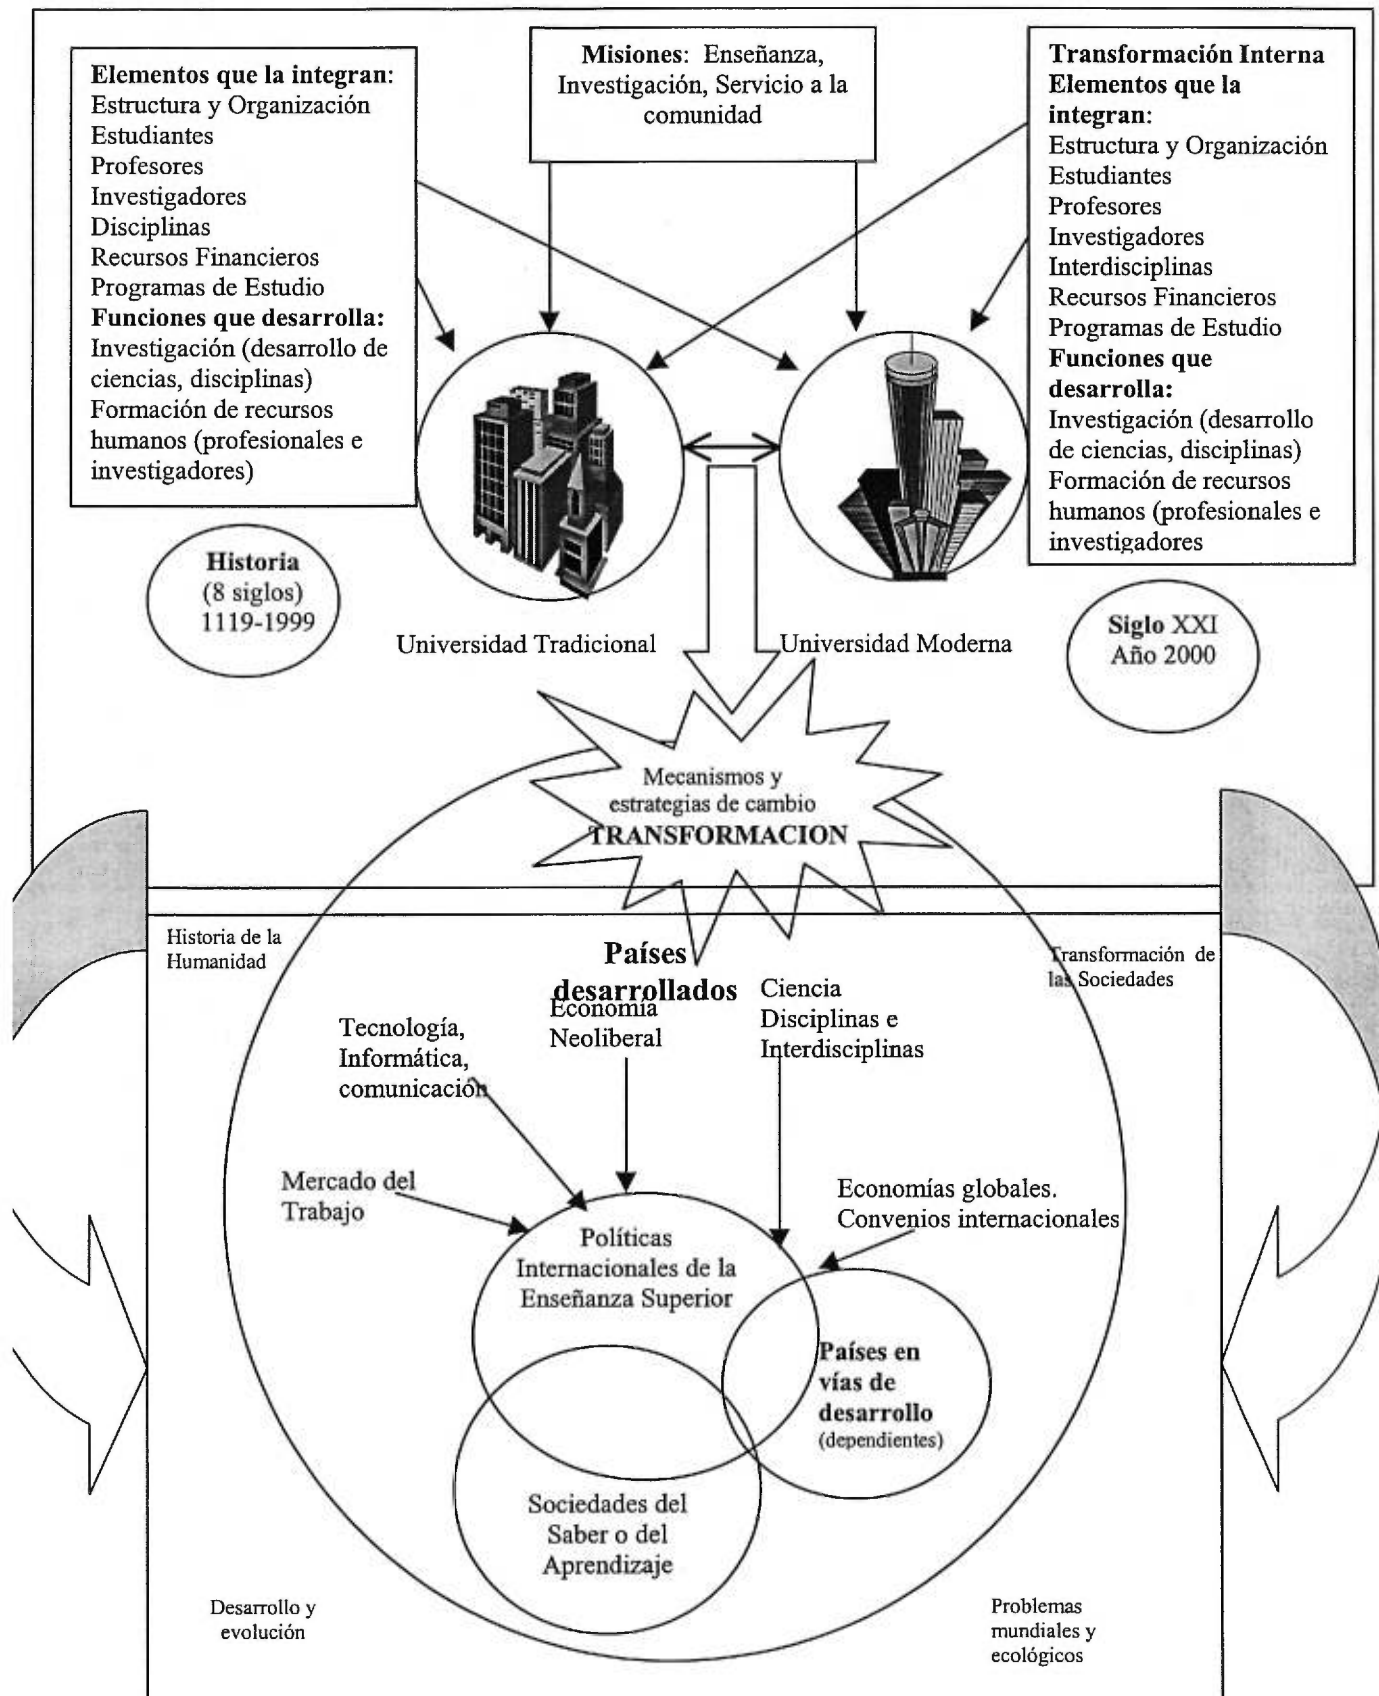 Elementos que la integran:
Estructura y Organización
Estudiantes
Profesores
Investigadores
Disciplinas
Recursos Financieros
Programas de Estudio
Funciones que desarrolla:
Investigación (desarrollo de
ciencias, disciplinas)
Formación de recursos
humanos (profesionales e
investigadores)
Misiones: Enseñanza,
Investigación, Servicio a la
comunidad
Transformación Interna
Elementos que la
integran:
Estructura y Organización
Estudiantes
Profesores
Investigadores
Interdisciplinas
Recursos Financieros
Programas de Estudio
Funciones que
desarrolla:
Investigación (desarrollo
de ciencias, disciplinas)
Formación de recursos
humanos (profesionales e
investigadores
Historia
(8 siglos)
1119-1999
Universidad Tradicional
Universidad Moderna
Siglo XXI
Año 2000
Mecanismos y
estrategias de cambio
TRANSFORMACION
Historia de la
Humanidad
Países
desarrollados
Transformación de
las Sociedades
Tecnología,
Informática,
comunicación
Economía
Neoliberal
Ciencia
Disciplinas e
Interdisciplinas
Mercado del
Trabajo
Economías globales.
Convenios internacionales
Políticas
Internacionales de la
Enseñanza Superior
Países en
vías de
desarrollo
(dependientes)
Sociedades del
Saber o del
Aprendizaje
Desarrollo y
evolución
Problemas
mundiales y
ecológicos